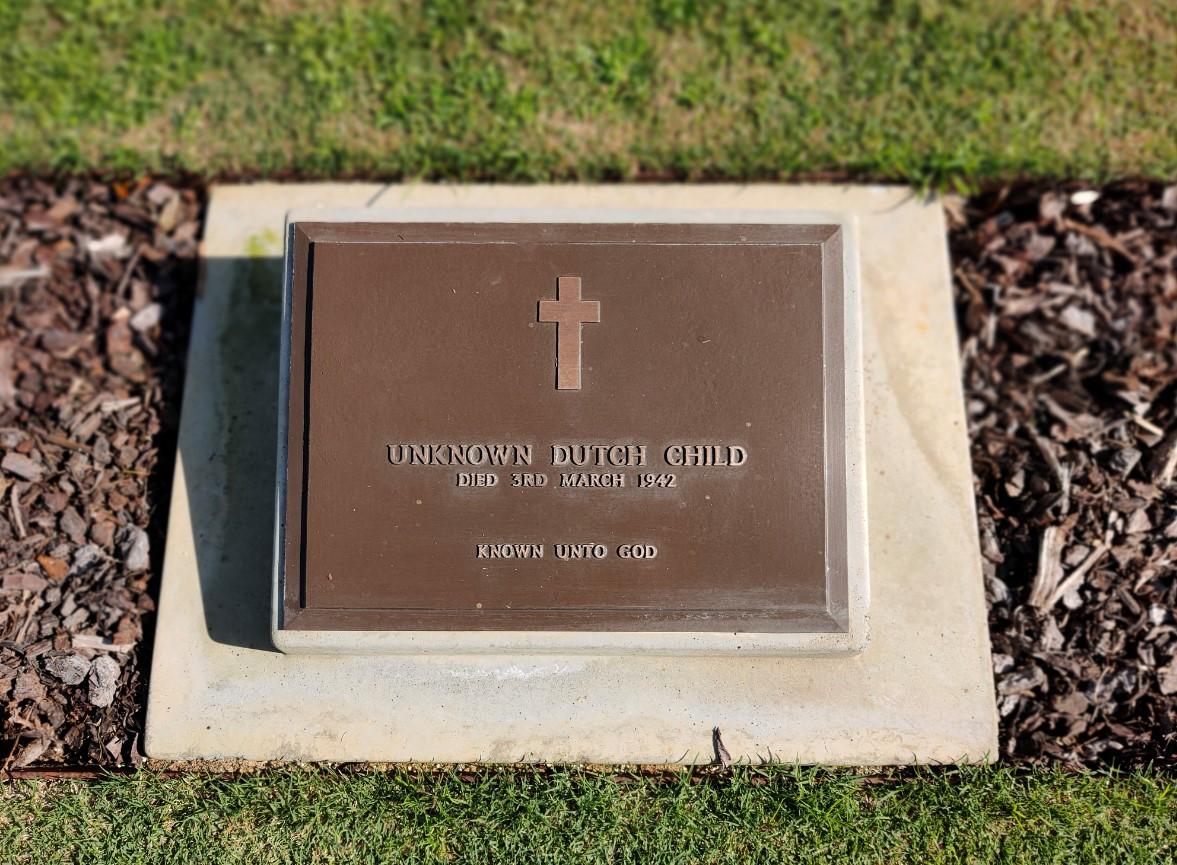 UNKNOWN DUTCH CHILD
DIED 3RD MARCH 1942
KNOWN UNTO GOD